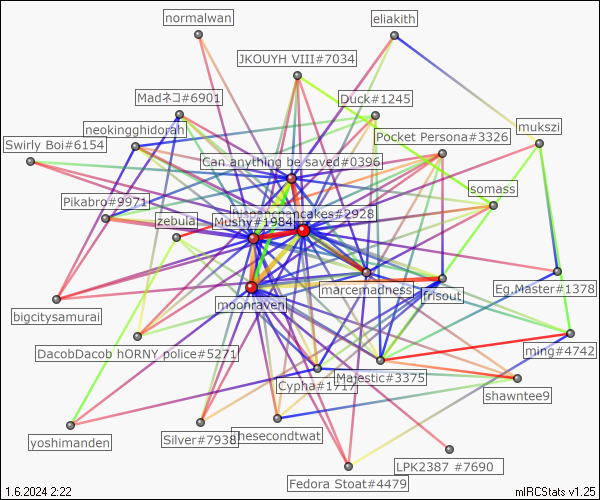 normalwan
eliakith
JKOUYH VIII#7034
Madネコ#6901
Duck#1245
neokingghidorah
mukszi
Pocket Persona#3326
Swirly Boi#6154
Can anything be saved#0396
somass
Pikabro#9971
zebula
Mushy#1984
pancakes#2928
moonraven
marcemadness
frisout
Eg.Master#1378
bigcitysamurai
DacobDacob hORNY police#5271
ming#4742
Cypha#1717
Majestic#3375
shawntee9
yoshimanden
Silver#7938
thesecondtwat
Fedora Stoat#4479
LPK2387 #7690
1.6.2024 2:22
mIRCStats v1.25